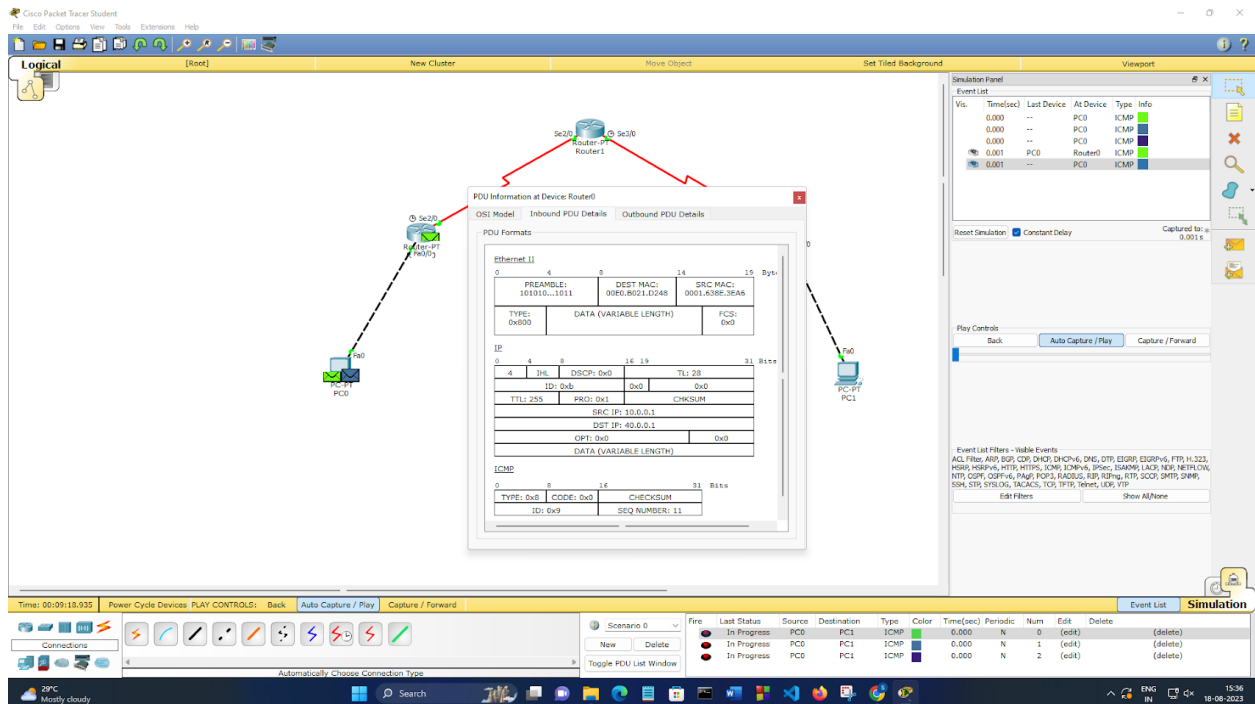 Cisco Packet Tracer Student
File Edit Options View Tools Extensions Help
Logical [Root] New Cluster Move Object Set Tiled Background Viewport
Se2/0 Se3/0
Router-PT
Router1
Se2/0
Router-PT
Fa0/0
Fa0
PC-PT
PC0
Fa0
PC-PT
PC1
PDU Information at Device: Router0
OSI Model Inbound PDU Details Outbound PDU Details
PDU Formats
Ethernet II
0 4 8 14 19 Byt
PREAMBLE: DEST MAC: SRC MAC:
101010...1011 00E0.B021.D248 0001.638E.3EA6
TYPE: DATA (VARIABLE LENGTH) FCS:
0x800 0x0
IP
0 4 8 16 19 31 Bits
4 IHL DSCP: 0x0 TL: 28
ID: 0xb 0x0 0x0
TTL: 255 PRO: 0x1 CHKSUM
SRC IP: 10.0.0.1
DST IP: 40.0.0.1
OPT: 0x0 0x0
DATA (VARIABLE LENGTH)
ICMP
0 8 16 31 Bits
TYPE: 0x8 CODE: 0x0 CHECKSUM
ID: 0x9 SEQ NUMBER: 11
Simulation Panel
Event List
Vis. Time(sec) Last Device At Device Type Info
0.000 -- PC0 ICMP
0.000 -- PC0 ICMP
0.000 -- PC0 ICMP
0.001 PC0 Router0 ICMP
0.001 -- PC0 ICMP
Reset Simulation Constant Delay Captured to:
0.001 s
Play Controls
Back Auto Capture / Play Capture / Forward
Event List Filters - Visible Events
ACL Filter, ARP, BGP, CDP, DHCP, DHCPv6, DNS, DTP, EIGRP, EIGRPv6, FTP, H.323,
HSRP, HSRPv6, HTTP, HTTPS, ICMP, ICMPv6, IPSec, ISAKMP, LACP, NDP, NETFLOW,
NTP, OSPF, OSPFv6, PAgP, POP3, RADIUS, RIP, RIPng, RTP, SCCP, SMTP, SNMP,
SSH, STP, SYSLOG, TACACS, TCP, TFTP, Telnet, UDP, VTP
Edit Filters Show All/None
Time: 00:09:18.935 Power Cycle Devices PLAY CONTROLS: Back Auto Capture / Play Capture / Forward Event List Simulation
Connections
Automatically Choose Connection Type
Scenario 0
New Delete
Toggle PDU List Window
Fire Last Status Source Destination Type Color Time(sec) Periodic Num Edit Delete
In Progress PC0 PC1 ICMP 0.000 N 0 (edit) (delete)
In Progress PC0 PC1 ICMP 0.000 N 1 (edit) (delete)
In Progress PC0 PC1 ICMP 0.000 N 2 (edit) (delete)
29°C
Mostly cloudy
Search
ENG
IN
15:36
18-08-2023